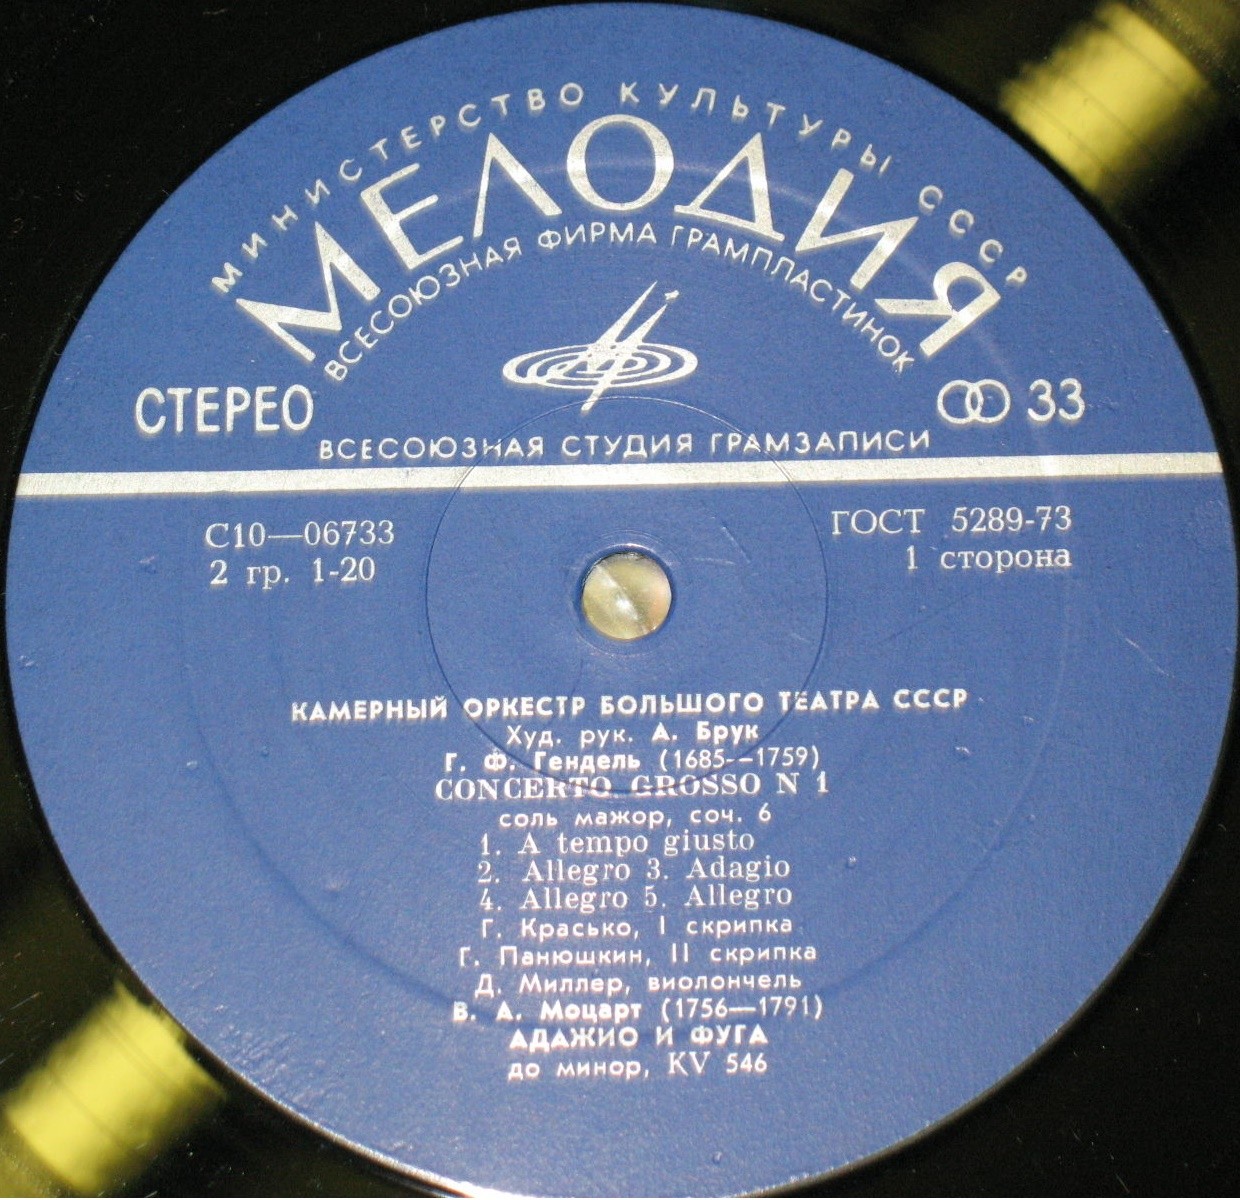 МИНИСТЕРСТВО КУЛЬТУРЫ СССР
МЕЛОДИЯ
ВСЕСОЮЗНАЯ ФИРМА ГРАМПЛАСТИНОК
СТЕРЕО
33
ВСЕСОЮЗНАЯ СТУДИЯ ГРАМЗАПИСИ
С10—06733
ГОСТ 5289-73
2 гр. 1-20
1 сторона
КАМЕРНЫЙ ОРКЕСТР БОЛЬШОГО ТЕАТРА СССР
Худ. рук. А. Брук
Г. Ф. Гендель (1685--1759)
CONCERTO GROSSO N 1
соль мажор, соч. 6
1. A tempo giusto
2. Allegro 3. Adagio
4. Allegro 5. Allegro
Г. Красько, I скрипка
Г. Панюшкин, II скрипка
Д. Миллер, виолончель
В. А. Моцарт (1756—1791)
АДАЖИО И ФУГА
до минор, KV 546